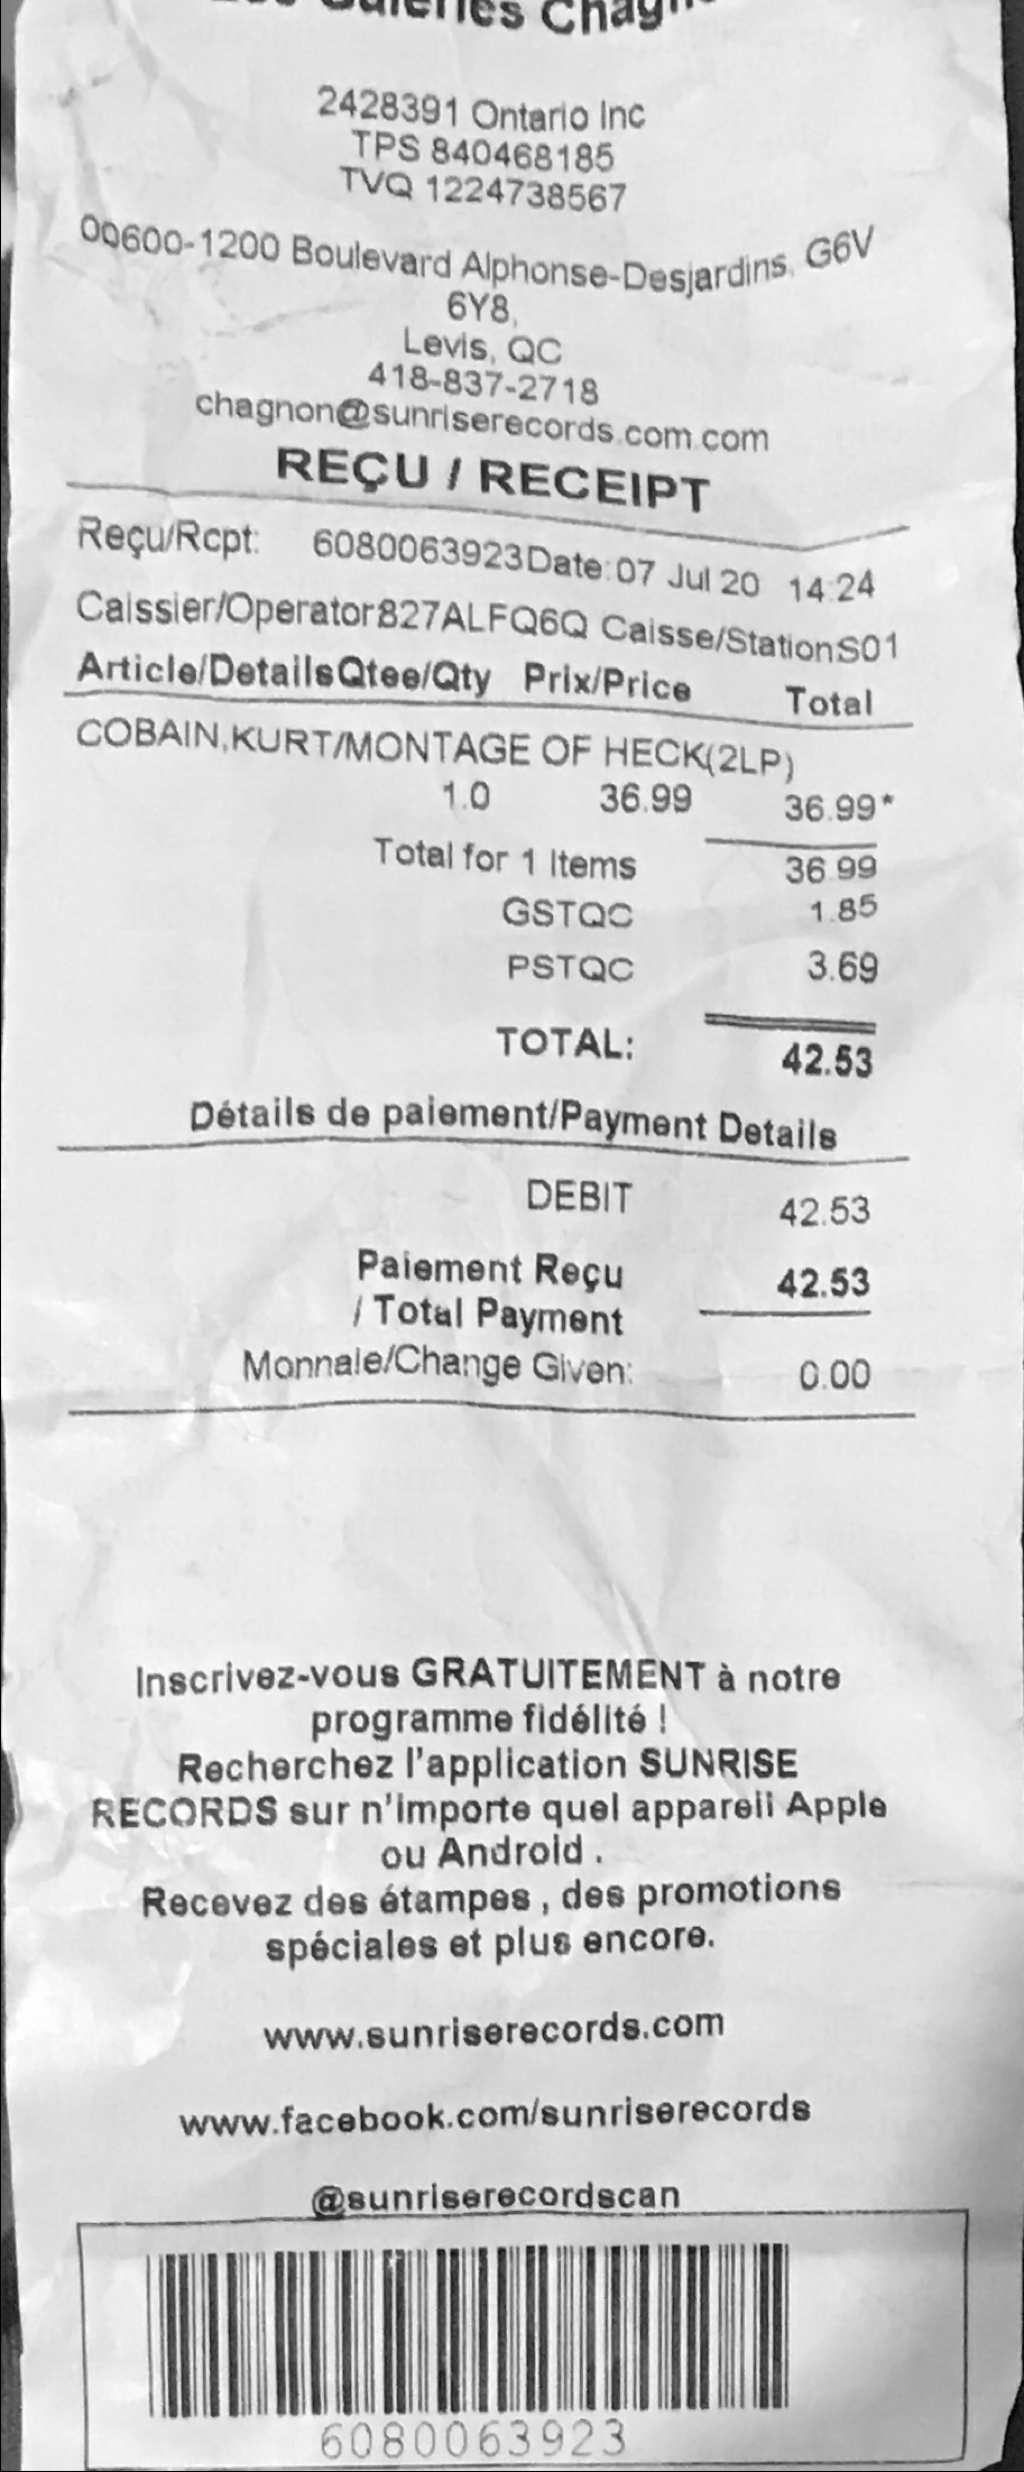 Les Galeries Chagn
2428391 Ontario Inc
TPS 840468185
TVQ 1224738567
00600-1200 Boulevard Alphonse-Desjardins, G6V
6Y8,
Levis, QC
418-837-2718
chagnon@sunriserecords.com.com
REÇU / RECEIPT
Reçu/Rcpt: 6080063923Date:07 Jul 20 14:24
Caissier/Operator827ALFQ6Q Caisse/StationS01
Article/DetailsQtee/Qty Prix/Price Total
COBAIN,KURT/MONTAGE OF HECK(2LP)
1.0 36.99 36.99*
Total for 1 Items 36.99
GSTQC 1.85
PSTQC 3.69
TOTAL: 42.53
Détails de paiement/Payment Details
DEBIT 42.53
Paiement Reçu 42.53
/ Total Payment
Monnaie/Change Given: 0.00
Inscrivez-vous GRATUITEMENT à notre
programme fidélité !
Recherchez l'application SUNRISE
RECORDS sur n'importe quel appareil Apple
ou Android .
Recevez des étampes , des promotions
spéciales et plus encore.
www.sunriserecords.com
www.facebook.com/sunriserecords
@sunriserecordscan
6080063923